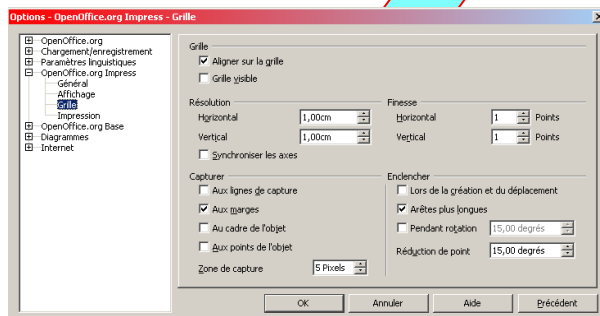 Options - OpenOffice.org Impress - Grille
OpenOffice.org
Chargement/enregistrement
Paramètres linguistiques
OpenOffice.org Impress
Général
Affichage
Grille
Impression
OpenOffice.org Base
Diagrammes
Internet
Grille
Aligner sur la grille
Grille visible
Résolution
Horizontal 1,00cm
Vertical 1,00cm
Synchroniser les axes
Finesse
Horizontal 1 Points
Vertical 1 Points
Capturer
Aux lignes de capture
Aux marges
Au cadre de l'objet
Aux points de l'objet
Zone de capture 5 Pixels
Enclencher
Lors de la création et du déplacement
Arêtes plus longues
Pendant rotation 15,00 degrés
Réduction de point 15,00 degrés
OK Annuler Aide Précédent